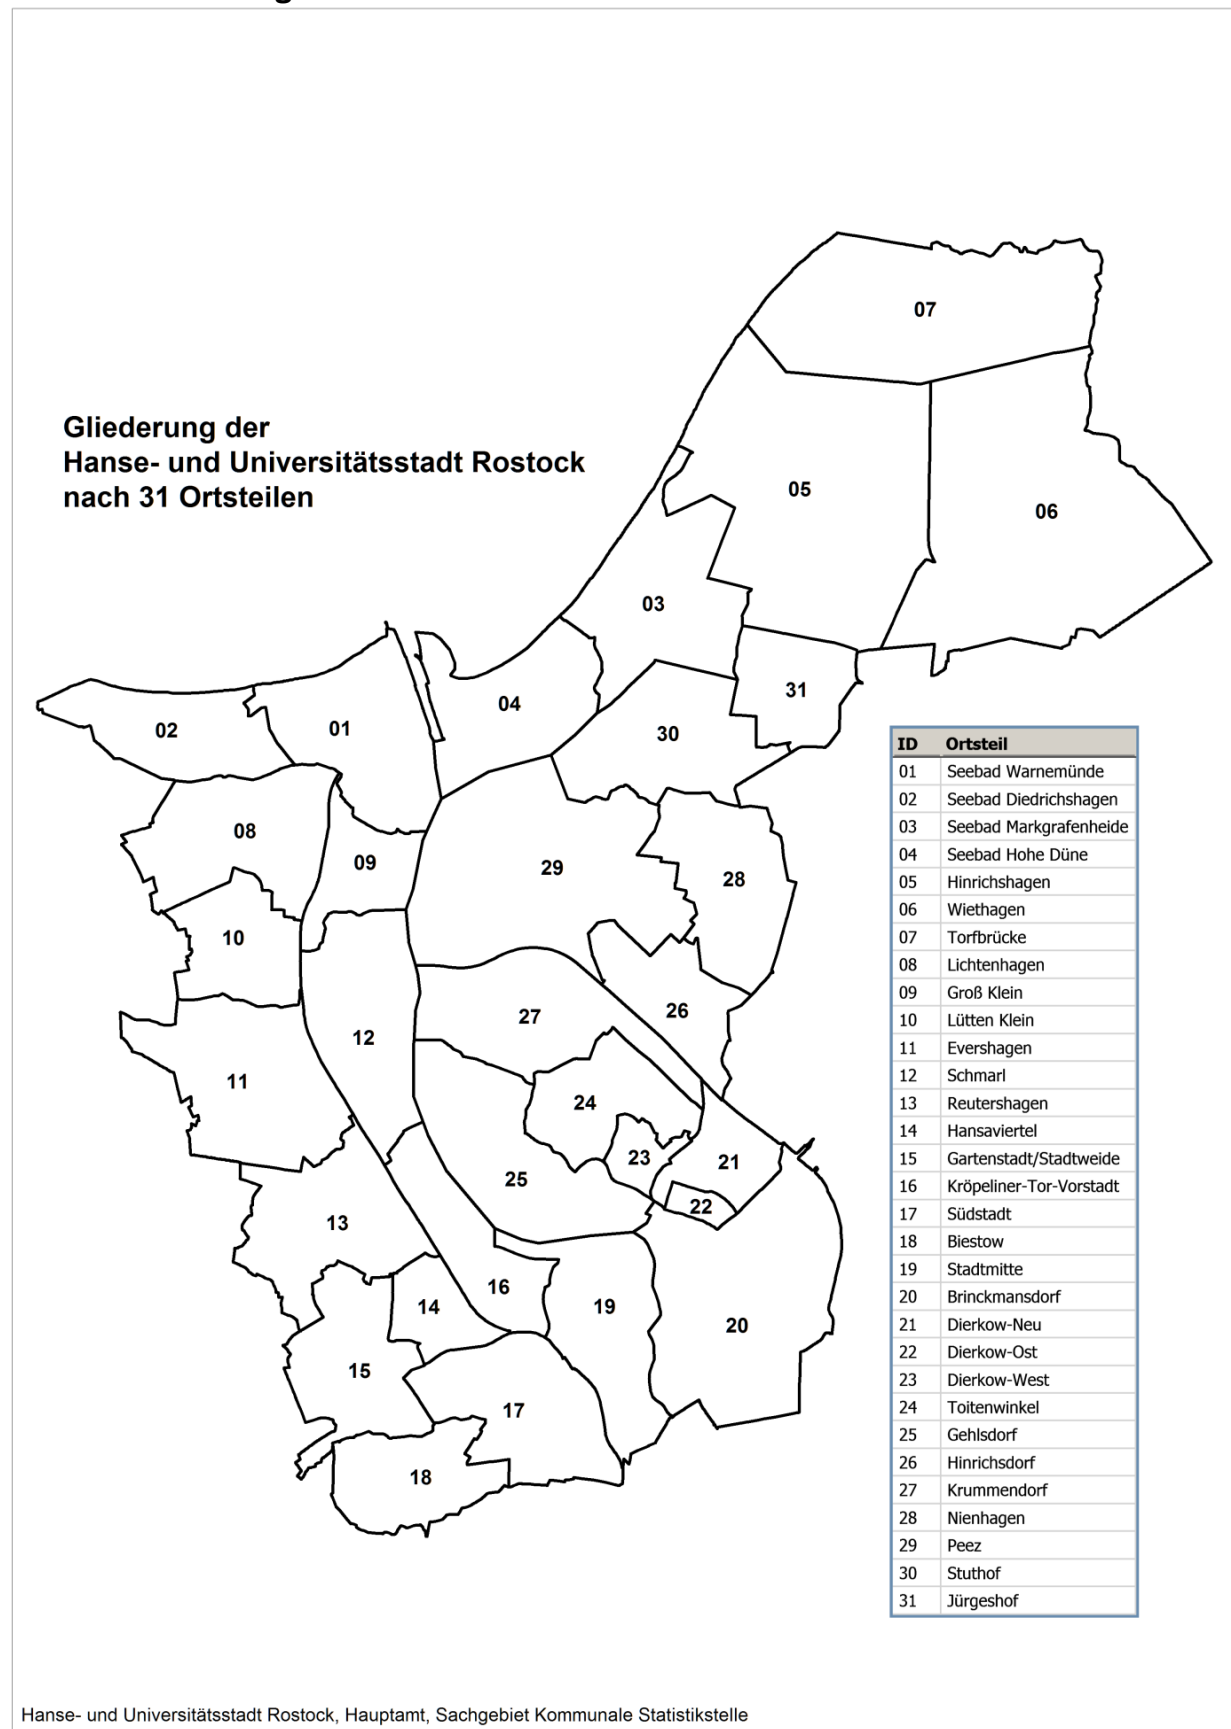 07
Gliederung der
Hanse- und Universitätsstadt Rostock
nach 31 Ortsteilen
05
06
03
31
04
02
01
30
08
09
29
28
10
27
26
12
11
24
23
21
25
22
13
16
14
19
20
15
17
18
ID Ortsteil
01 Seebad Warnemünde
02 Seebad Diedrichshagen
03 Seebad Markgrafenheide
04 Seebad Hohe Düne
05 Hinrichshagen
06 Wiethagen
07 Torfbrücke
08 Lichtenhagen
09 Groß Klein
10 Lütten Klein
11 Evershagen
12 Schmarl
13 Reutershagen
14 Hansaviertel
15 Gartenstadt/Stadtweide
16 Kröpeliner-Tor-Vorstadt
17 Südstadt
18 Biestow
19 Stadtmitte
20 Brinckmansdorf
21 Dierkow-Neu
22 Dierkow-Ost
23 Dierkow-West
24 Toitenwinkel
25 Gehlsdorf
26 Hinrichsdorf
27 Krummendorf
28 Nienhagen
29 Peez
30 Stuthof
31 Jürgeshof
Hanse- und Universitätsstadt Rostock, Hauptamt, Sachgebiet Kommunale Statistikstelle